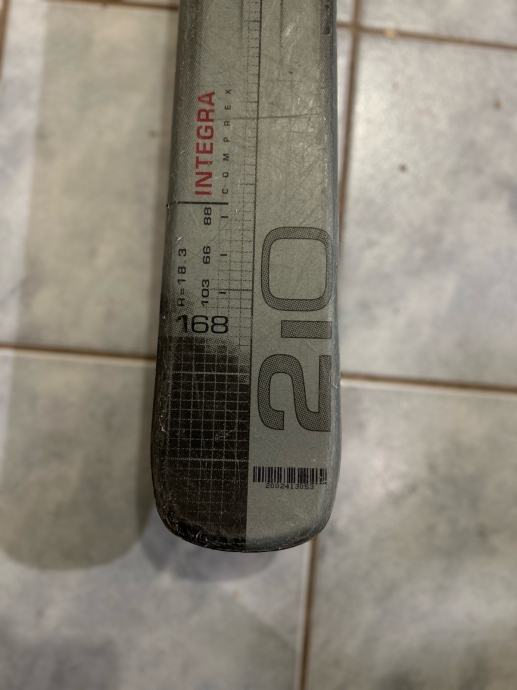 INTEGRA
COMPREX
R=18.3
103 66 88
168
210
2002413053